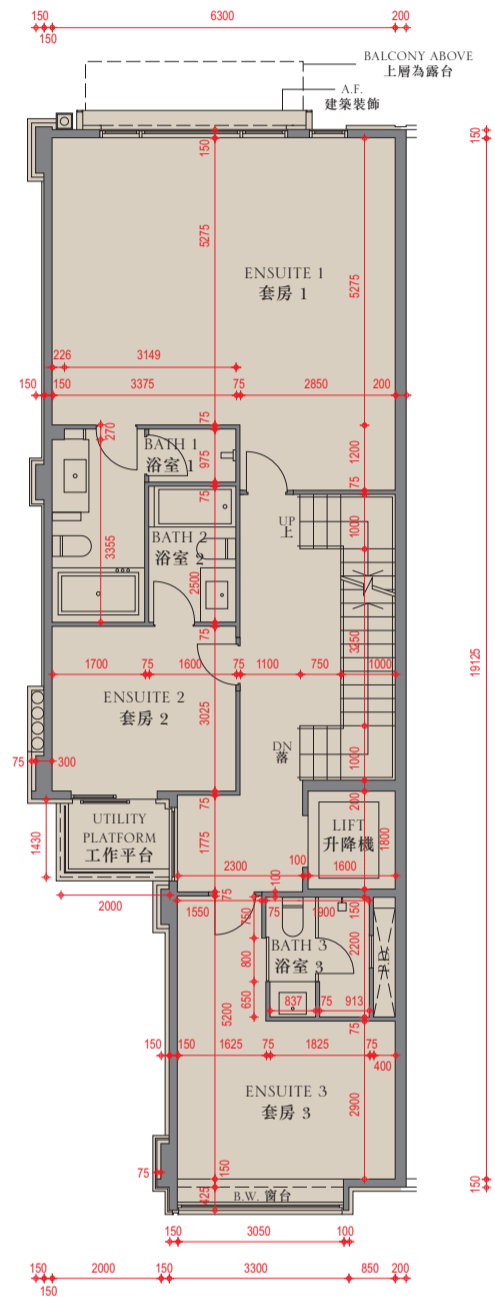 150 6300 200
150
BALCONY ABOVE
上層為露台
A.F.
建築裝飾
150
150
5275
ENSUITE 1
套房 1
5275
226 3149
150 150 3375 75 2850 200
270
75
BATH 1
浴室 1
975
1200
75
75
UP
上
1000
BATH 2
浴室 2
3355
2500
3250
75
1700 75 1600 75 1100 750 1000
19125
ENSUITE 2
套房 2
3025
DN
落
1000
75 300
UTILITY
PLATFORM
工作平台
1430
75
1775
200
LIFT
升降機
1800
2300 100 1600
100
2000
75
1550 75 1900
750
150
BATH 3
浴室 3
2200
800
650
837 75 913
5200
75
150 150 1625 75 1825 75
400
ENSUITE 3
套房 3
2900
75
150
425
B.W. 窗台
150
150 3050 100
150 2000 150 3300 850 200
150